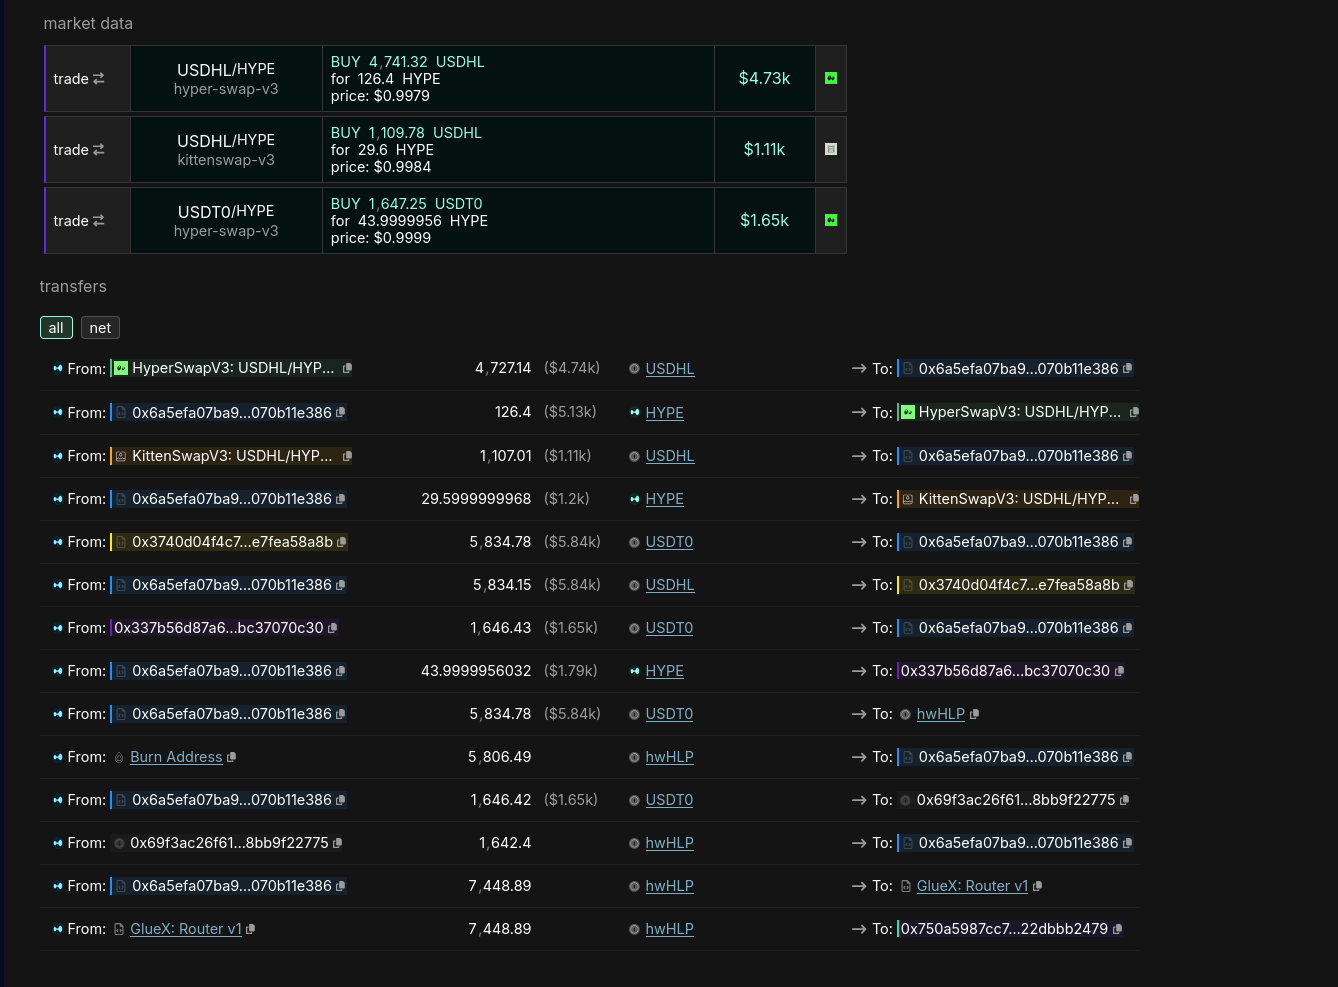 market data
trade USDHL/HYPE BUY 4,741.32 USDHL $4.73k
hyper-swap-v3 for 126.4 HYPE
price: $0.9979
trade USDHL/HYPE BUY 1,109.78 USDHL $1.11k
kittenswap-v3 for 29.6 HYPE
price: $0.9984
trade USDT0/HYPE BUY 1,647.25 USDT0 $1.65k
hyper-swap-v3 for 43.9999956 HYPE
price: $0.9999
transfers
all net
From: HyperSwapV3: USDHL/HYP... 4,727.14 ($4.74k) USDHL → To: 0x6a5efa07ba9...070b11e386
From: 0x6a5efa07ba9...070b11e386 126.4 ($5.13k) HYPE → To: HyperSwapV3: USDHL/HYP...
From: KittenSwapV3: USDHL/HYP... 1,107.01 ($1.11k) USDHL → To: 0x6a5efa07ba9...070b11e386
From: 0x6a5efa07ba9...070b11e386 29.5999999968 ($1.2k) HYPE → To: KittenSwapV3: USDHL/HYP...
From: 0x3740d04f4c7...e7fea58a8b 5,834.78 ($5.84k) USDT0 → To: 0x6a5efa07ba9...070b11e386
From: 0x6a5efa07ba9...070b11e386 5,834.15 ($5.84k) USDHL → To: 0x3740d04f4c7...e7fea58a8b
From: 0x337b56d87a6...bc37070c30 1,646.43 ($1.65k) USDT0 → To: 0x6a5efa07ba9...070b11e386
From: 0x6a5efa07ba9...070b11e386 43.9999956032 ($1.79k) HYPE → To: 0x337b56d87a6...bc37070c30
From: 0x6a5efa07ba9...070b11e386 5,834.78 ($5.84k) USDT0 → To: hwHLP
From: Burn Address 5,806.49 hwHLP → To: 0x6a5efa07ba9...070b11e386
From: 0x6a5efa07ba9...070b11e386 1,646.42 ($1.65k) USDT0 → To: 0x69f3ac26f61...8bb9f22775
From: 0x69f3ac26f61...8bb9f22775 1,642.4 hwHLP → To: 0x6a5efa07ba9...070b11e386
From: 0x6a5efa07ba9...070b11e386 7,448.89 hwHLP → To: GlueX: Router v1
From: GlueX: Router v1 7,448.89 hwHLP → To: 0x750a5987cc7...22dbbb2479